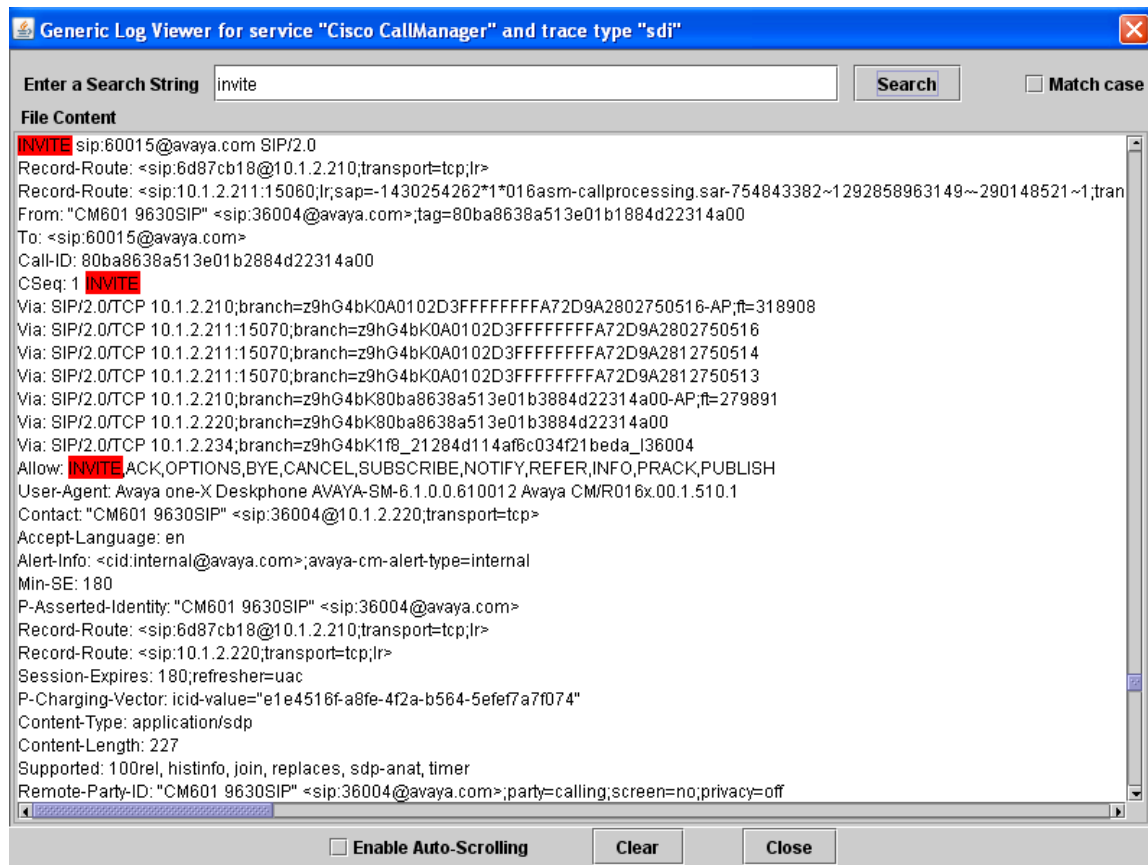 Generic Log Viewer for service "Cisco CallManager" and trace type "sdi"
Enter a Search String invite Search Match case
File Content
INVITE sip:60015@avaya.com SIP/2.0
Record-Route: <sip:6d87cb18@10.1.2.210;transport=tcp;lr>
Record-Route: <sip:10.1.2.211:15060;lr;sap=-1430254262*1*016asm-callprocessing.sar-754843382~1292858963149~-290148521~1;tran
From: "CM601 9630SIP" <sip:36004@avaya.com>;tag=80ba8638a513e01b1884d22314a00
To: <sip:60015@avaya.com>
Call-ID: 80ba8638a513e01b2884d22314a00
CSeq: 1 INVITE
Via: SIP/2.0/TCP 10.1.2.210;branch=z9hG4bK0A0102D3FFFFFFFFA72D9A2802750516-AP;ft=318908
Via: SIP/2.0/TCP 10.1.2.211:15070;branch=z9hG4bK0A0102D3FFFFFFFFA72D9A2802750516
Via: SIP/2.0/TCP 10.1.2.211:15070;branch=z9hG4bK0A0102D3FFFFFFFFA72D9A2812750514
Via: SIP/2.0/TCP 10.1.2.211:15070;branch=z9hG4bK0A0102D3FFFFFFFFA72D9A2812750513
Via: SIP/2.0/TCP 10.1.2.210;branch=z9hG4bK80ba8638a513e01b3884d22314a00-AP;ft=279891
Via: SIP/2.0/TCP 10.1.2.220;branch=z9hG4bK80ba8638a513e01b3884d22314a00
Via: SIP/2.0/TCP 10.1.2.234;branch=z9hG4bK1f8_21284d114af6c034f21beda_I36004
Allow: INVITE,ACK,OPTIONS,BYE,CANCEL,SUBSCRIBE,NOTIFY,REFER,INFO,PRACK,PUBLISH
User-Agent: Avaya one-X Deskphone AVAYA-SM-6.1.0.0.610012 Avaya CM/R016x.00.1.510.1
Contact: "CM601 9630SIP" <sip:36004@10.1.2.220;transport=tcp>
Accept-Language: en
Alert-Info: <cid:internal@avaya.com>;avaya-cm-alert-type=internal
Min-SE: 180
P-Asserted-Identity: "CM601 9630SIP" <sip:36004@avaya.com>
Record-Route: <sip:6d87cb18@10.1.2.210;transport=tcp;lr>
Record-Route: <sip:10.1.2.220;transport=tcp;lr>
Session-Expires: 180;refresher=uac
P-Charging-Vector: icid-value="e1e4516f-a8fe-4f2a-b564-5efef7a7f074"
Content-Type: application/sdp
Content-Length: 227
Supported: 100rel, histinfo, join, replaces, sdp-anat, timer
Remote-Party-ID: "CM601 9630SIP" <sip:36004@avaya.com>;party=calling;screen=no;privacy=off
Enable Auto-Scrolling Clear Close